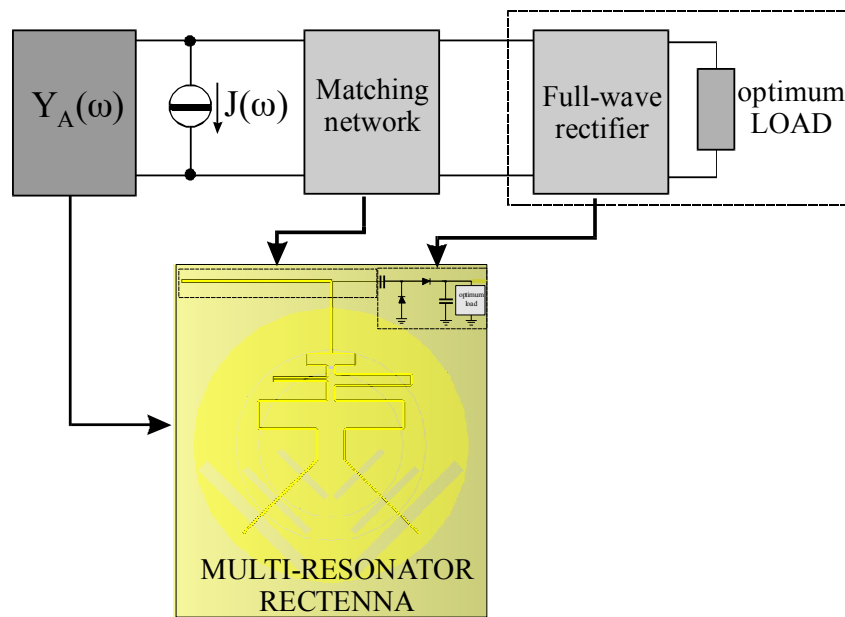 Y_A(ω)
J(ω)
Matching
network
Full-wave
rectifier
optimum
LOAD
optimum
load
MULTI-RESONATOR
RECTENNA